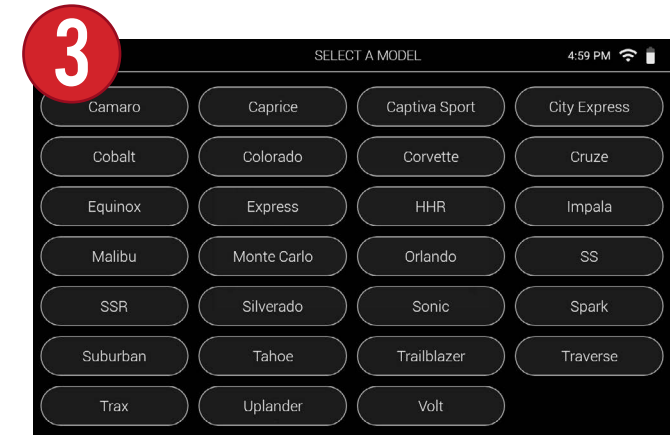 3
SELECT A MODEL 4:59 PM
Camaro Caprice Captiva Sport City Express
Cobalt Colorado Corvette Cruze
Equinox Express HHR Impala
Malibu Monte Carlo Orlando SS
SSR Silverado Sonic Spark
Suburban Tahoe Trailblazer Traverse
Trax Uplander Volt